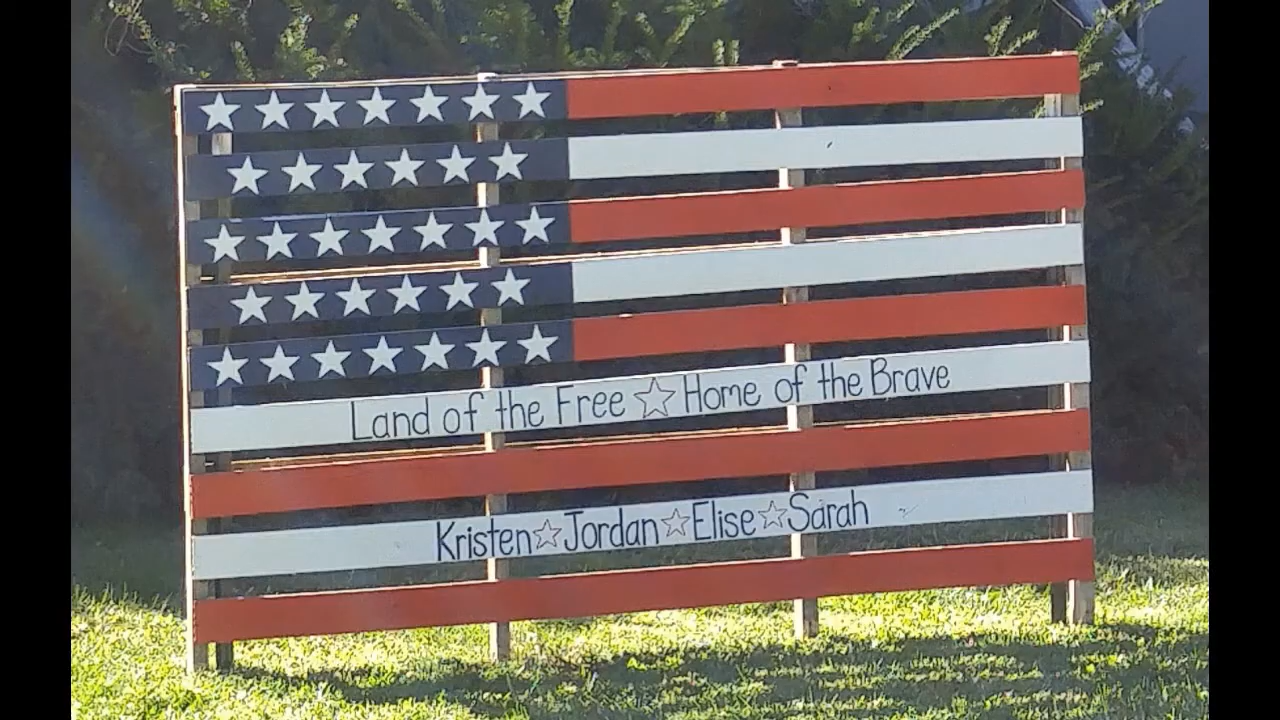 Land of the Free ☆ Home of the Brave
Kristen ☆ Jordan ☆ Elise ☆ Sarah